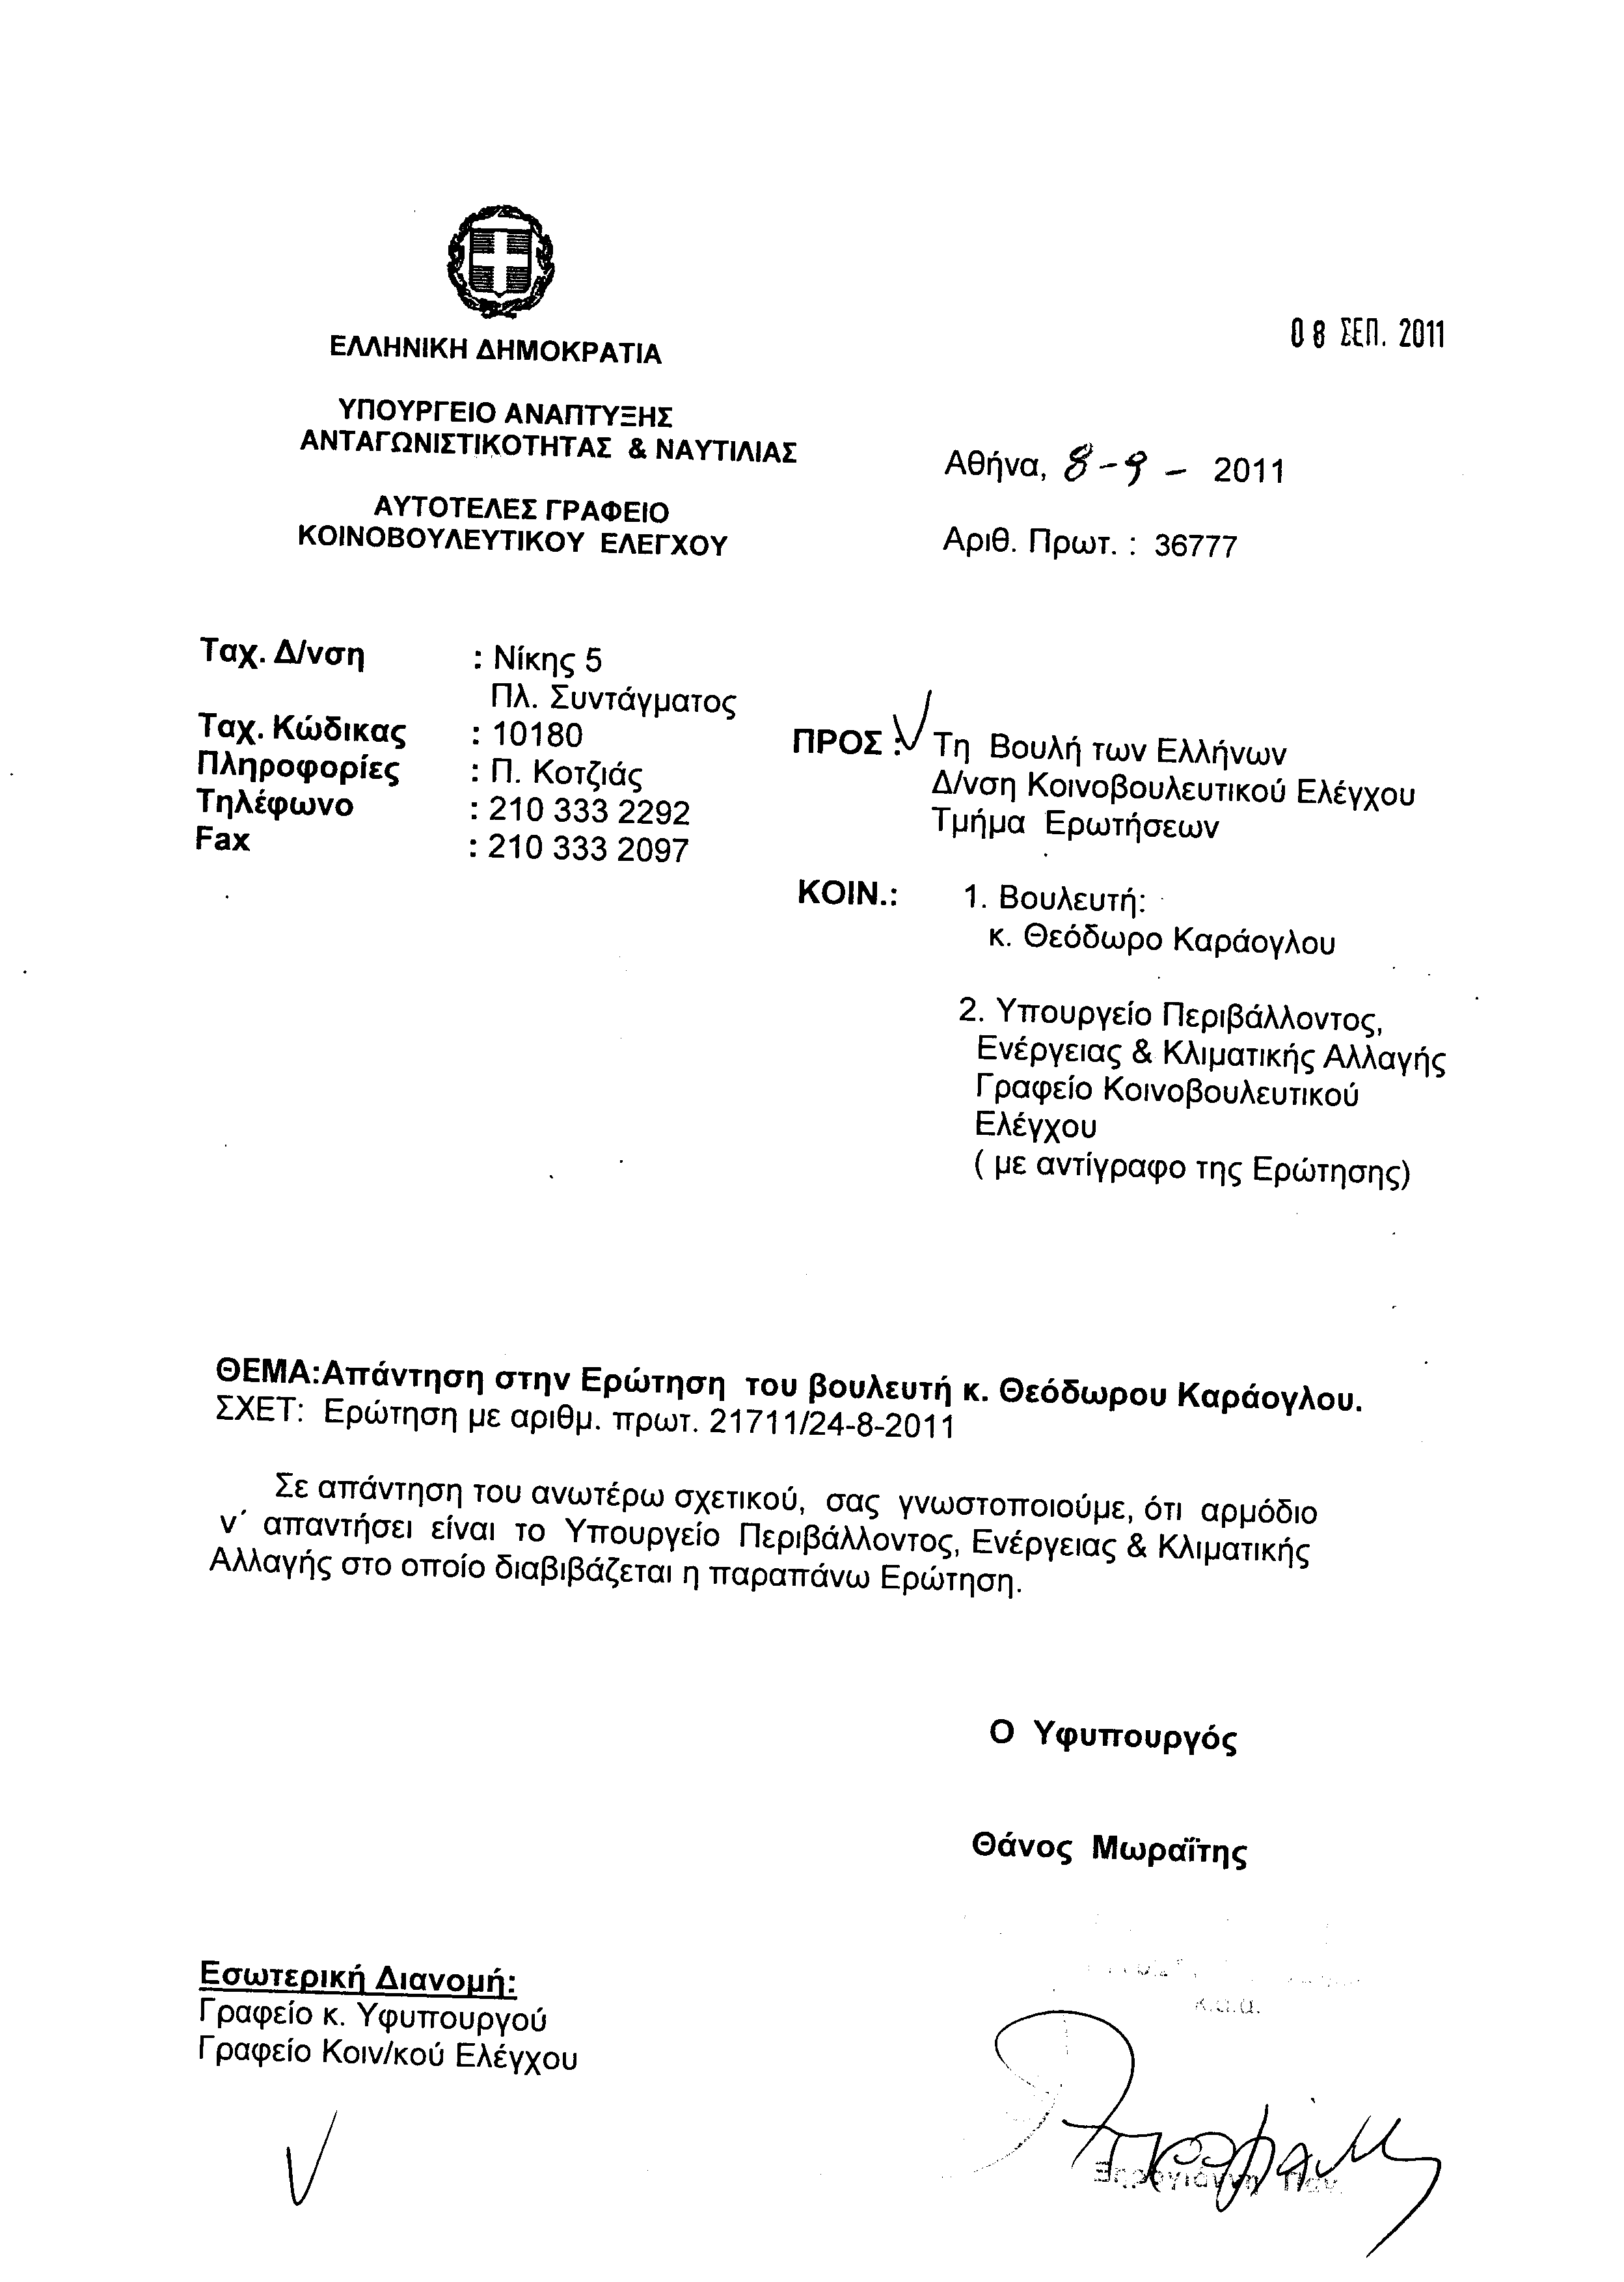 ΕΛΛΗΝΙΚΗ ΔΗΜΟΚΡΑΤΙΑ
ΥΠΟΥΡΓΕΙΟ ΑΝΑΠΤΥΞΗΣ
ΑΝΤΑΓΩΝΙΣΤΙΚΟΤΗΤΑΣ & ΝΑΥΤΙΛΙΑΣ
ΑΥΤΟΤΕΛΕΣ ΓΡΑΦΕΙΟ
ΚΟΙΝΟΒΟΥΛΕΥΤΙΚΟΥ ΕΛΕΓΧΟΥ
08 ΣΕΠ. 2011
Αθήνα, 8-9 - 2011
Αριθ. Πρωτ. : 36777
Ταχ. Δ/νση : Νίκης 5
Πλ. Συντάγματος
Ταχ. Κώδικας : 10180
Πληροφορίες : Π. Κοτζιάς
Τηλέφωνο : 210 333 2292
Fax : 210 333 2097
ΠΡΟΣ : Τη Βουλή των Ελλήνων
Δ/νση Κοινοβουλευτικού Ελέγχου
Τμήμα Ερωτήσεων
ΚΟΙΝ.: 1. Βουλευτή:
κ. Θεόδωρο Καράογλου
2. Υπουργείο Περιβάλλοντος,
Ενέργειας & Κλιματικής Αλλαγής
Γραφείο Κοινοβουλευτικού
Ελέγχου
( με αντίγραφο της Ερώτησης)
ΘΕΜΑ:Απάντηση στην Ερώτηση του βουλευτή κ. Θεόδωρου Καράογλου.
ΣΧΕΤ: Ερώτηση με αριθμ. πρωτ. 21711/24-8-2011
Σε απάντηση του ανωτέρω σχετικού, σας γνωστοποιούμε, ότι αρμόδιο
ν΄ απαντήσει είναι το Υπουργείο Περιβάλλοντος, Ενέργειας & Κλιματικής
Αλλαγής στο οποίο διαβιβάζεται η παραπάνω Ερώτηση.
Ο Υφυπουργός
Θάνος Μωραΐτης
Εσωτερική Διανομή:
Γραφείο κ. Υφυπουργού
Γραφείο Κοιν/κού Ελέγχου
κ.α.α.